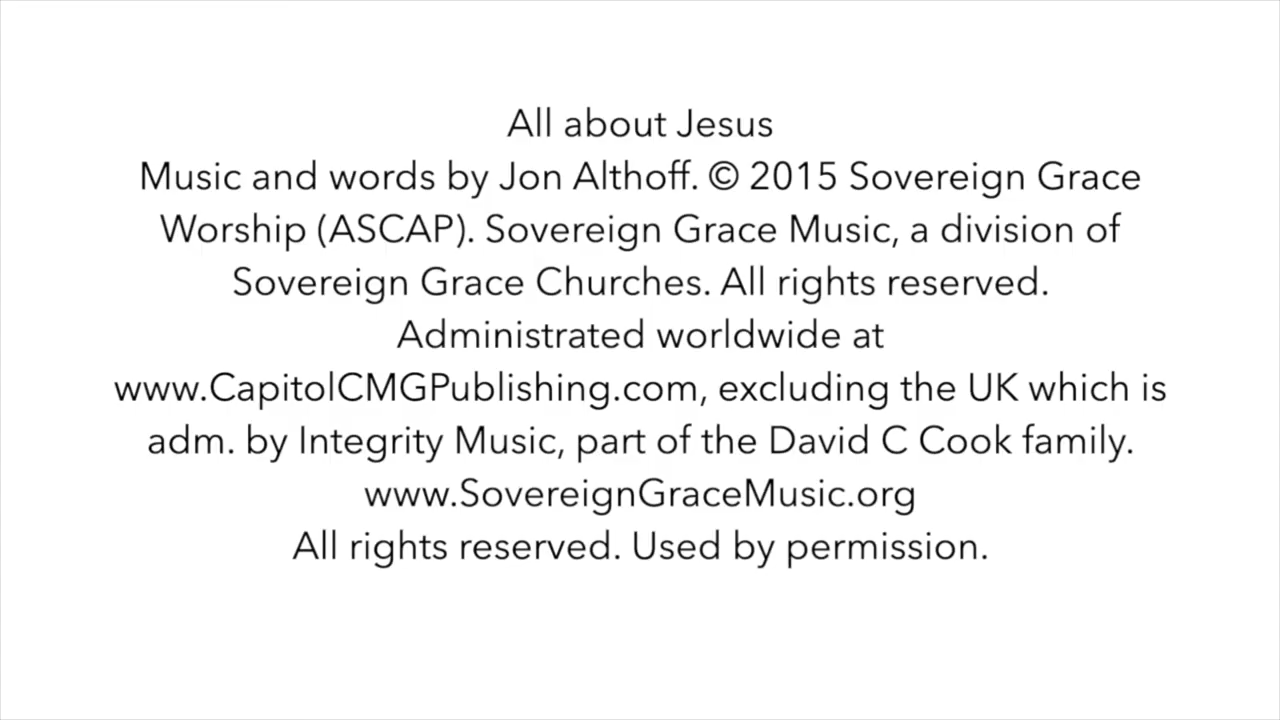 All about Jesus
Music and words by Jon Althoff. © 2015 Sovereign Grace
Worship (ASCAP). Sovereign Grace Music, a division of
Sovereign Grace Churches. All rights reserved.
Administrated worldwide at
www.CapitolCMGPublishing.com, excluding the UK which is
adm. by Integrity Music, part of the David C Cook family.
www.SovereignGraceMusic.org
All rights reserved. Used by permission.